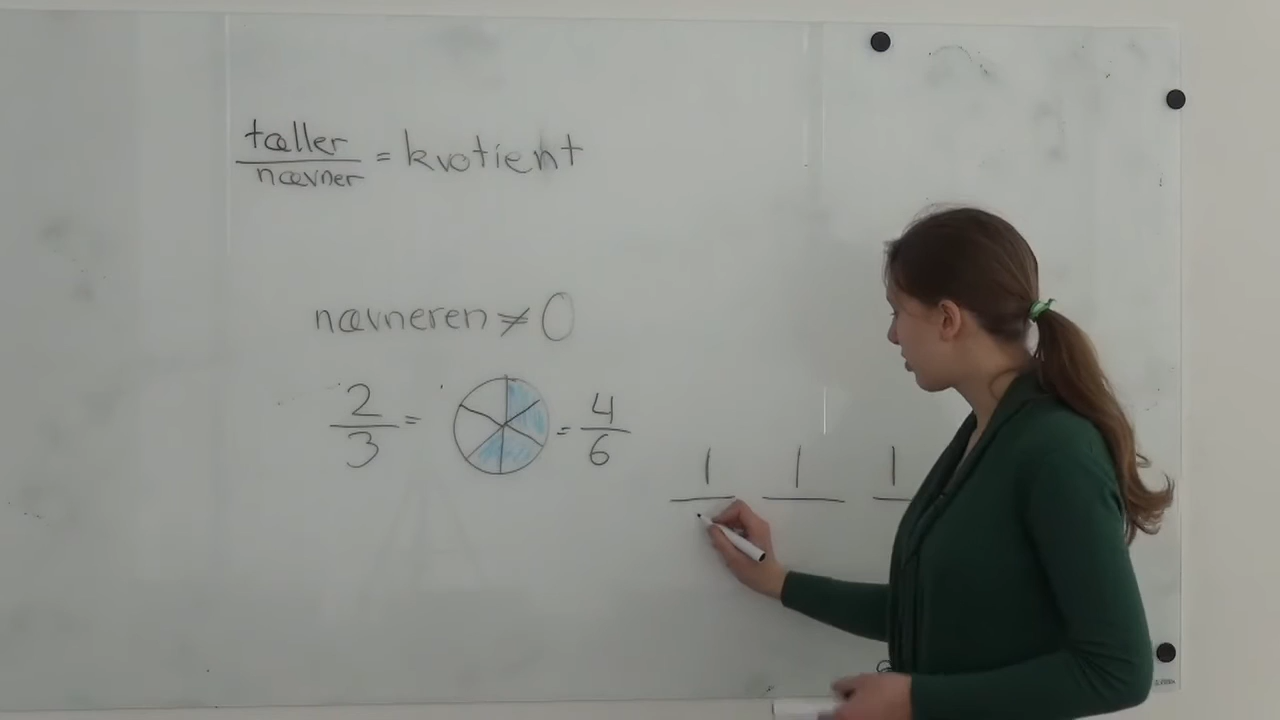 tæller
nævner = kvotient
nævneren ≠ 0
2/3 = = 4/6
1 1 1